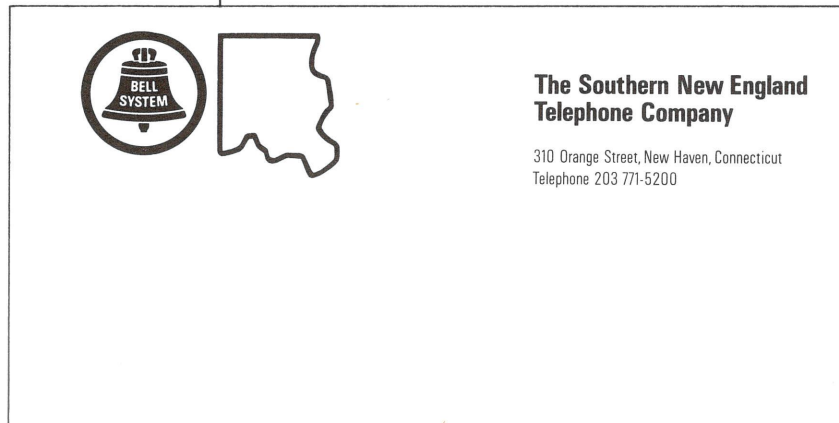 BELL
SYSTEM
The Southern New England
Telephone Company
310 Orange Street, New Haven, Connecticut
Telephone 203 771-5200